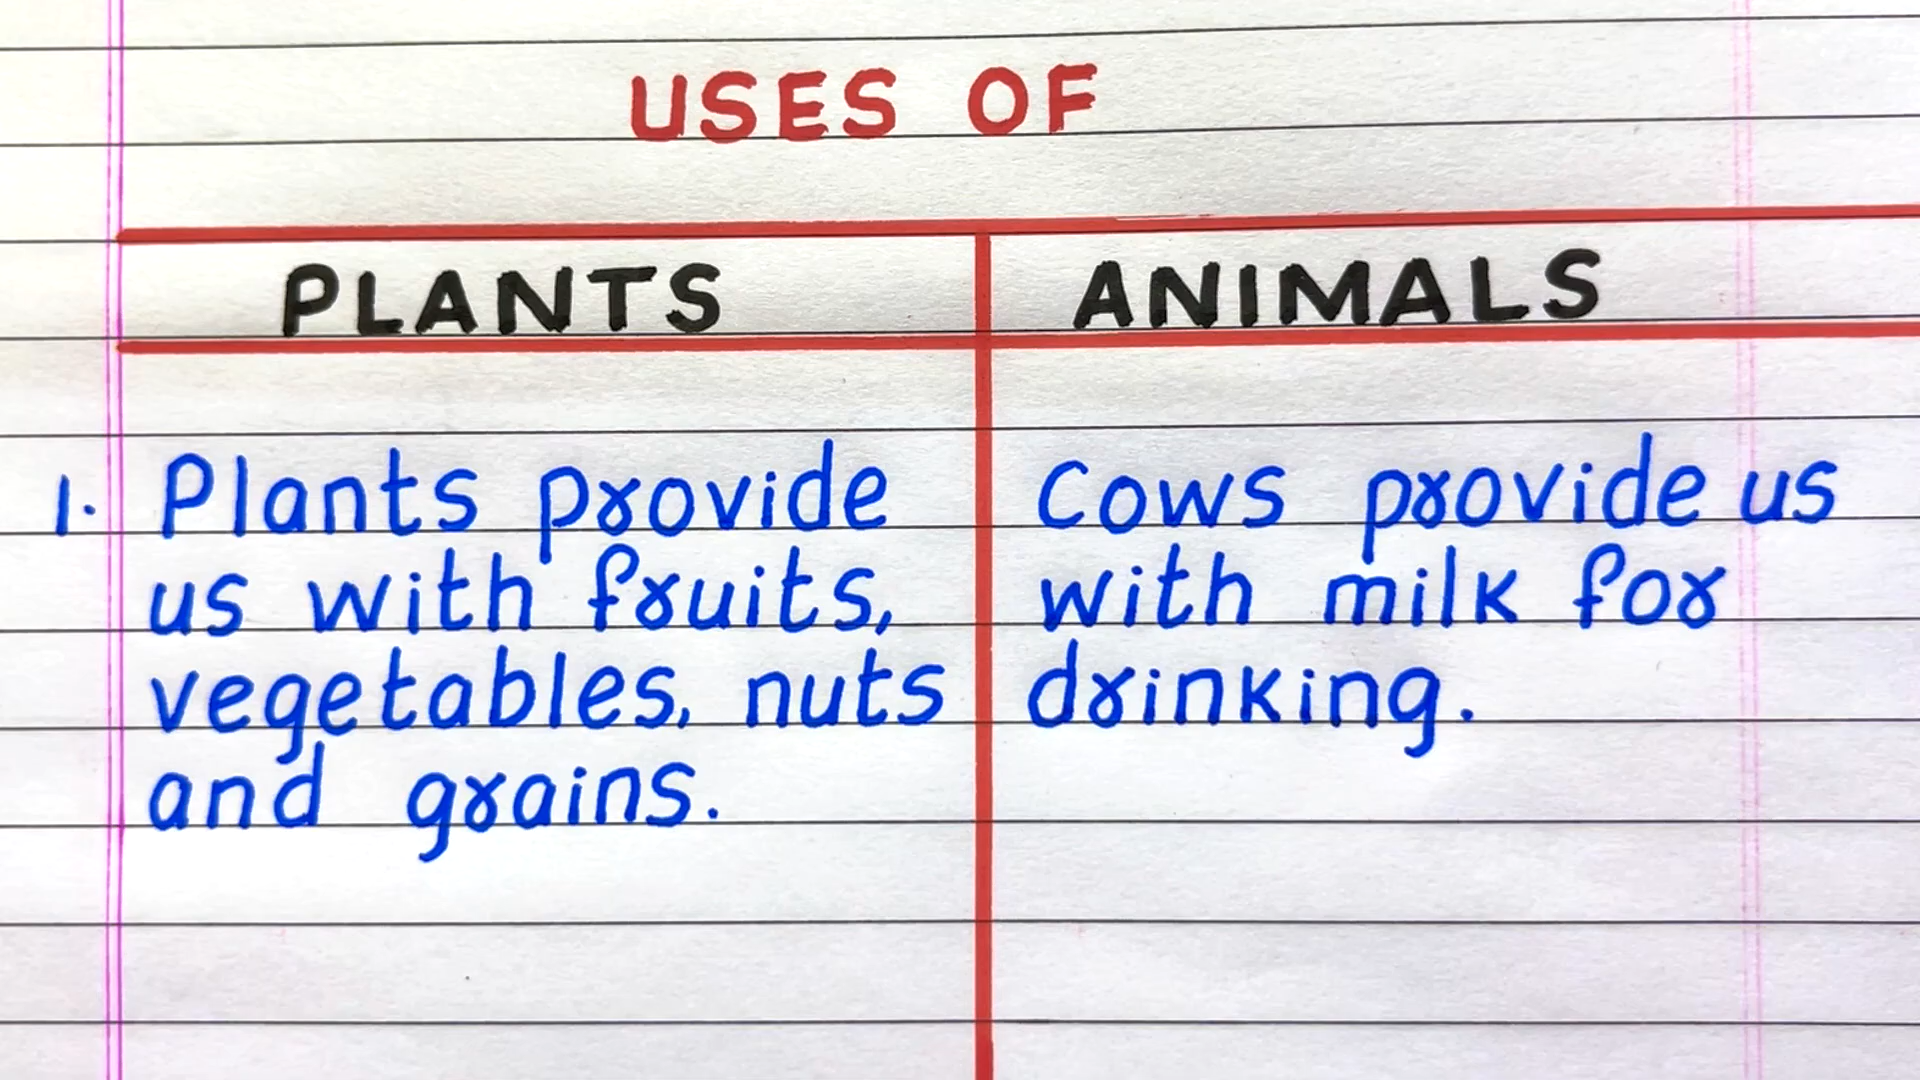 USES OF
PLANTS
ANIMALS
1. Plants provide
us with fruits,
vegetables, nuts
and grains.
Cows provide us
with milk for
drinking.